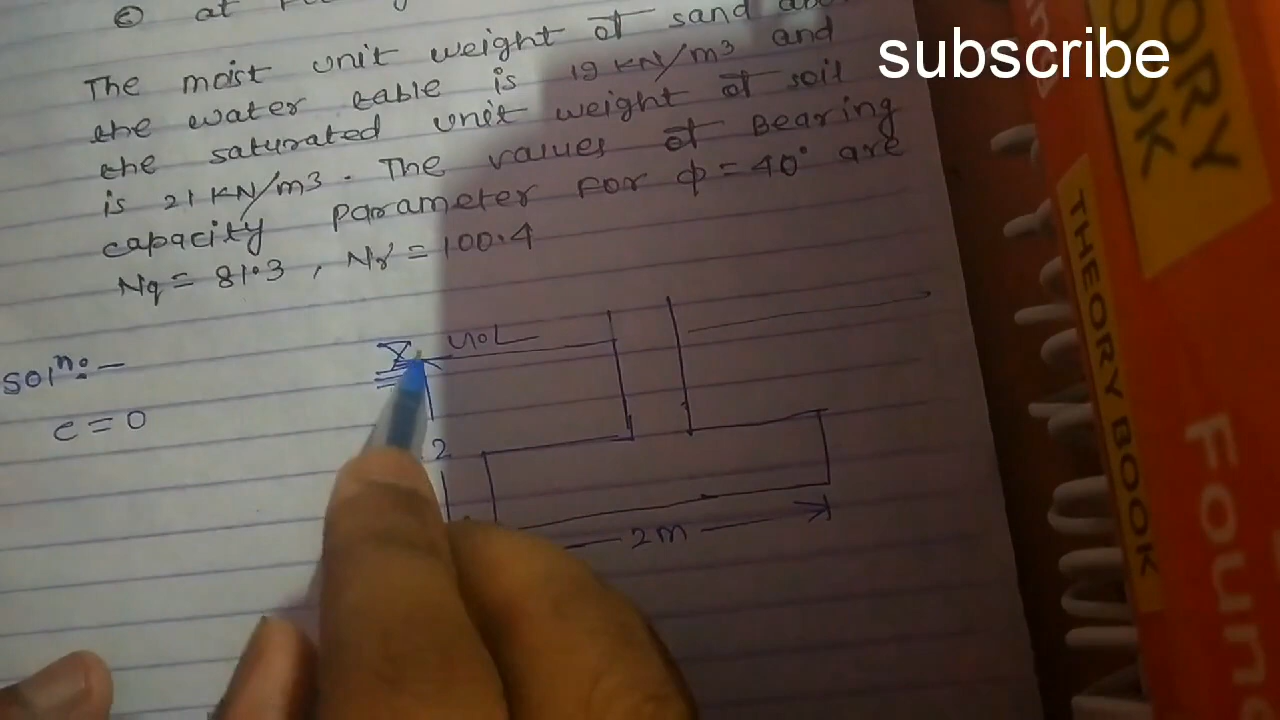 © at
The moist unit weight of sand
the water table is 19 KN/m³ and
the saturated unit weight of soil
is 21 KN/m³. The values of Bearing
capacity parameter for φ = 40° are
Nq = 81.3, Nγ = 100.4
Solⁿ:-
c = 0
2
2m
subscribe
THEORY BOOK